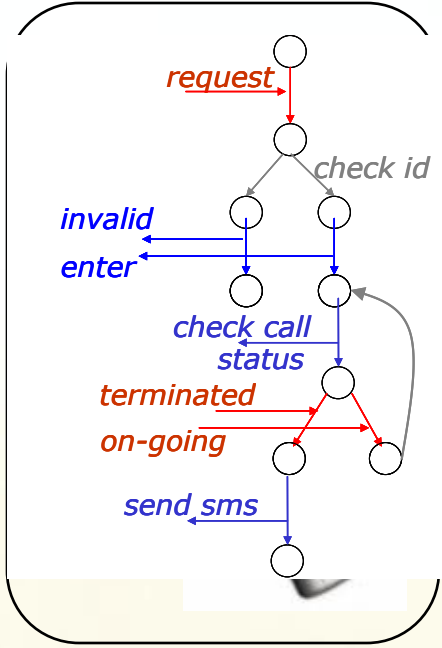 request
check id
invalid
enter
check call
status
terminated
on-going
send sms